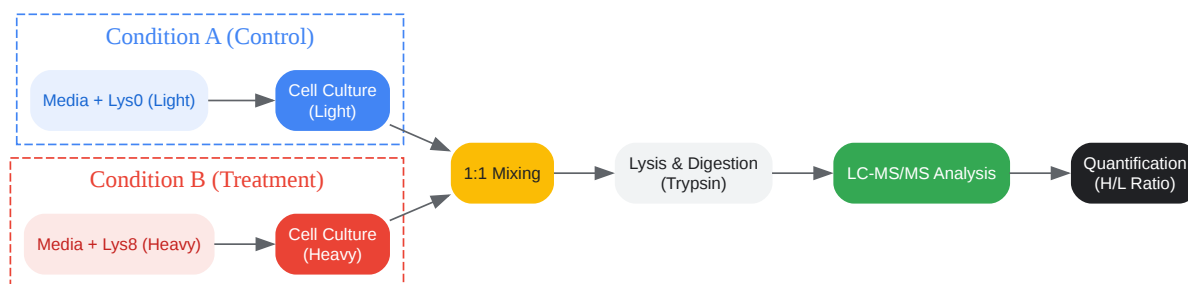 Condition A (Control)
Media + Lys0 (Light)
Cell Culture
(Light)
Condition B (Treatment)
Media + Lys8 (Heavy)
Cell Culture
(Heavy)
1:1 Mixing
Lysis & Digestion
(Trypsin)
LC-MS/MS Analysis
Quantification
(H/L Ratio)